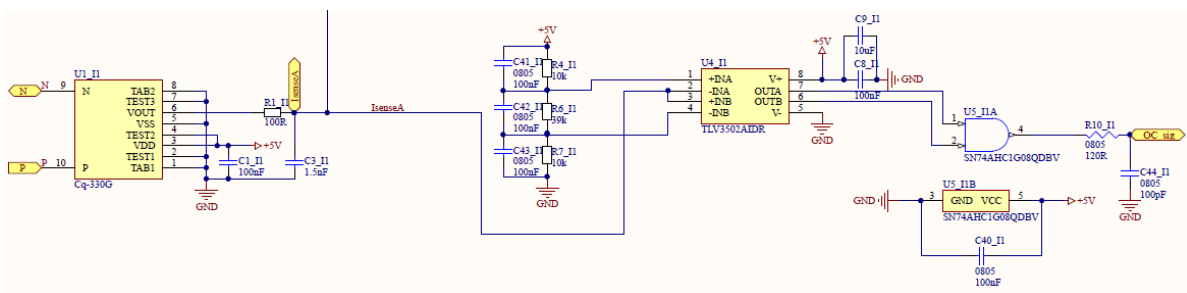 U1_I1
N N 9 N TAB2 8
TEST3 7
VOUT 6
VSS 5
TEST2 4
VDD 3
TEST1 2
P P 10 P TAB1 1
Cq-330G
R1_I1
100R
IsenseA
IsenseA
+5V
C1_I1
100nF
C3_I1
1.5nF
GND
+5V
C41_I1
0805
100nF
R4_I1
10k
C42_I1
0805
100nF
R6_I1
39k
C43_I1
0805
100nF
R7_I1
10k
GND
U4_I1
1 +INA V+ 8
2 -INA OUTA 7
3 +INB OUTB 6
4 -INB V- 5
TLV3502AIDR
+5V
C9_I1
10uF
C8_I1
100nF
GND
GND
U5_I1A
1
2
4
SN74AHC1G08QDBV
R10_I1
0805
120R
OC_sig
C44_I1
0805
100pF
GND
U5_I1B
GND 3 GND VCC 5 +5V
SN74AHC1G08QDBV
C40_I1
0805
100nF